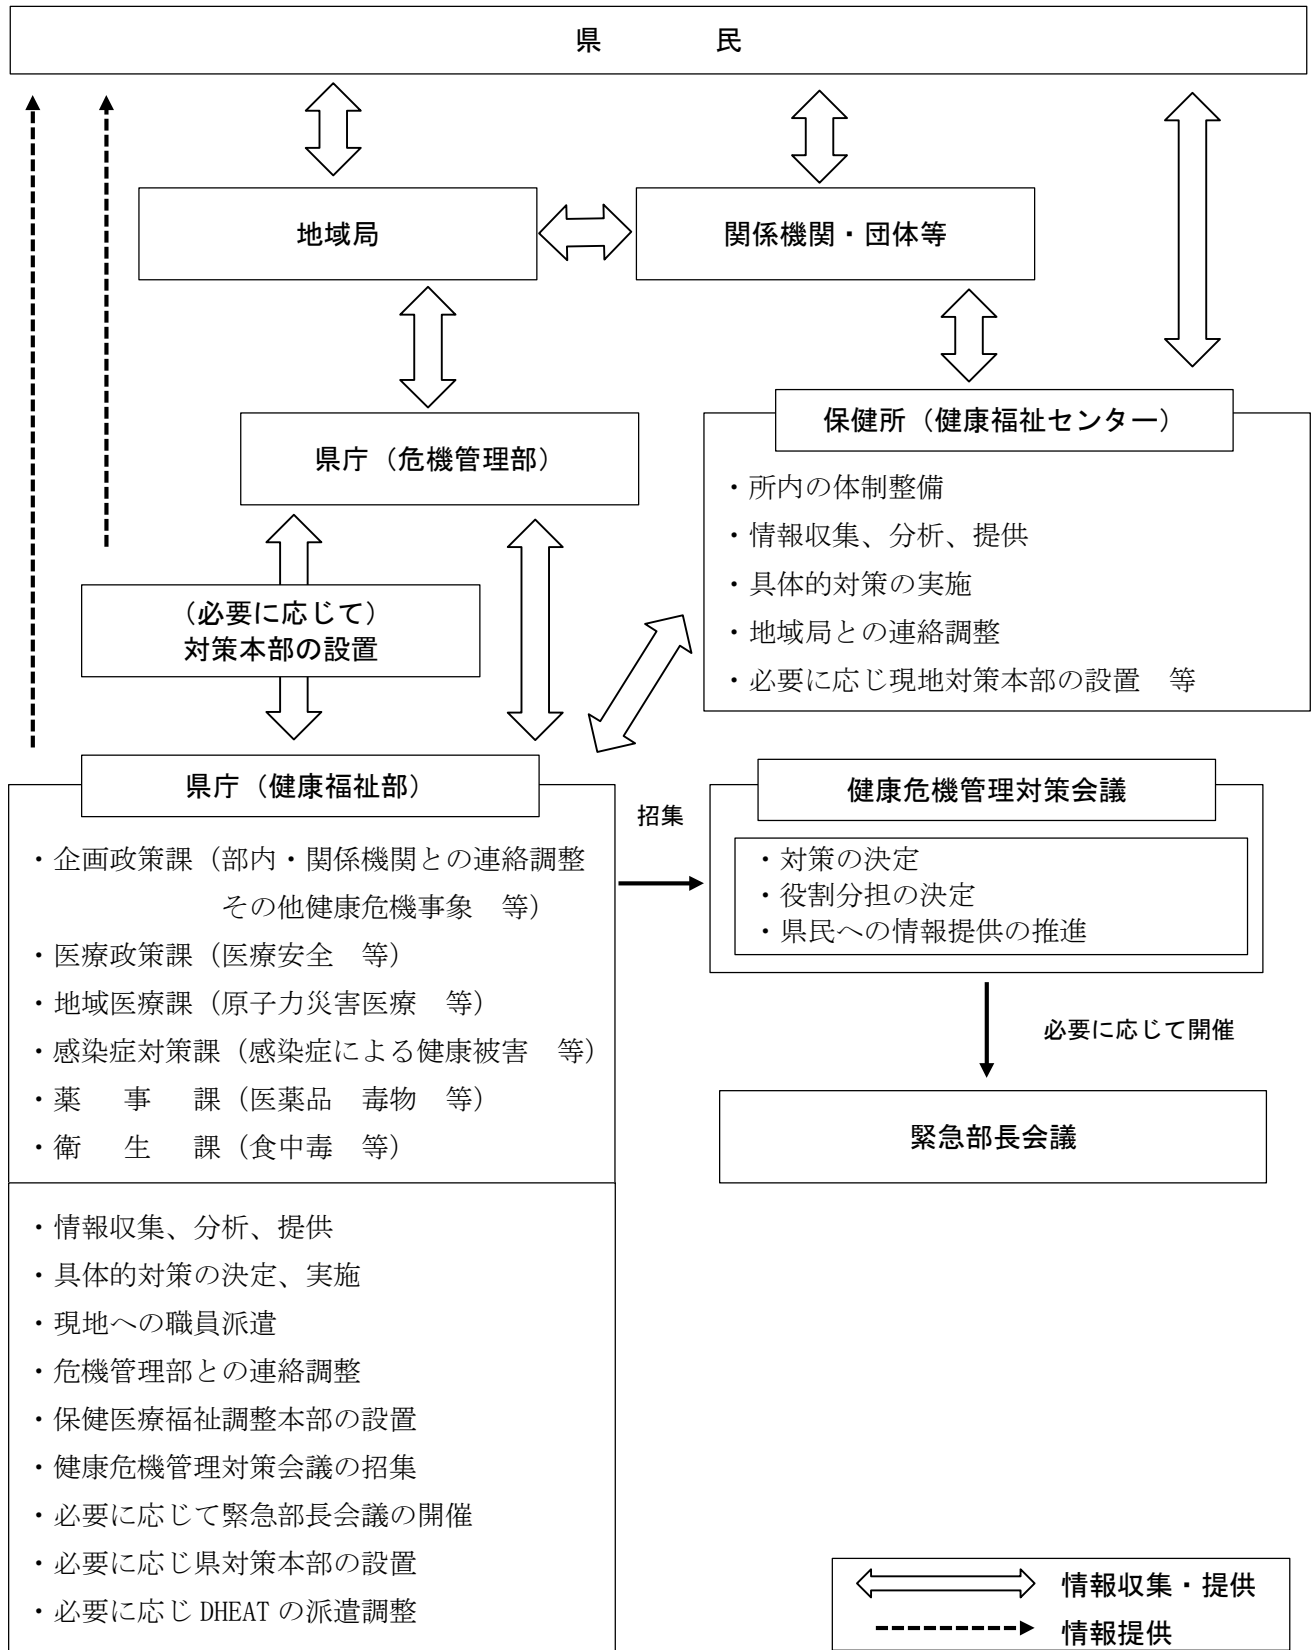 県　　　民
地域局
関係機関・団体等
県庁（危機管理部）
保健所（健康福祉センター）
・所内の体制整備
・情報収集、分析、提供
・具体的対策の実施
・地域局との連絡調整
・必要に応じ現地対策本部の設置　等
（必要に応じて）
対策本部の設置
県庁（健康福祉部）
・企画政策課（部内・関係機関との連絡調整
その他健康危機事象　等）
・医療政策課（医療安全　等）
・地域医療課（原子力災害医療　等）
・感染症対策課（感染症による健康被害　等）
・薬　事　課（医薬品　毒物　等）
・衛　生　課（食中毒　等）
招集
健康危機管理対策会議
・対策の決定
・役割分担の決定
・県民への情報提供の推進
必要に応じて開催
緊急部長会議
・情報収集、分析、提供
・具体的対策の決定、実施
・現地への職員派遣
・危機管理部との連絡調整
・保健医療福祉調整本部の設置
・健康危機管理対策会議の招集
・必要に応じて緊急部長会議の開催
・必要に応じ県対策本部の設置
・必要に応じ DHEAT の派遣調整
情報収集・提供
情報提供